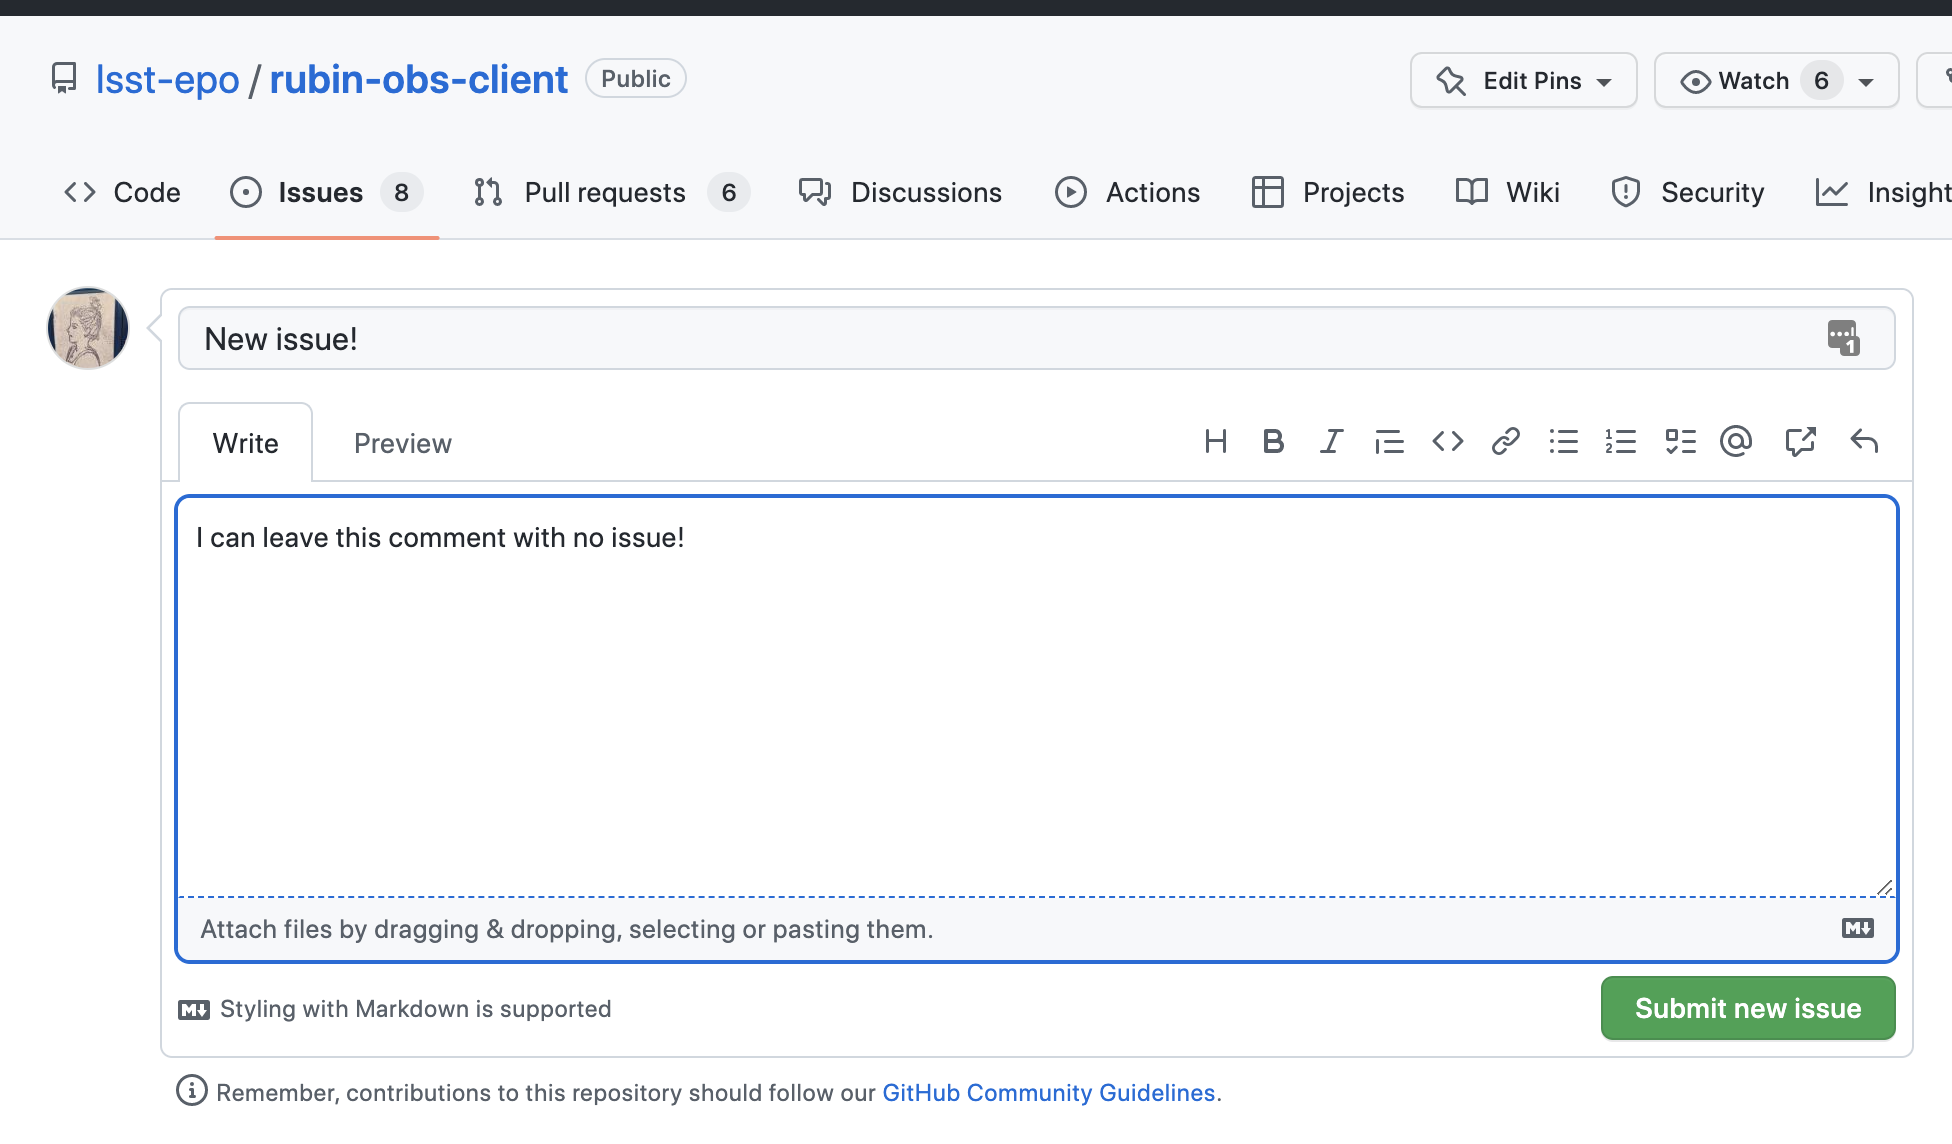 lsst-epo / rubin-obs-client Public Edit Pins Watch 6
Code Issues 8 Pull requests 6 Discussions Actions Projects Wiki Security Insight
New issue!
1
Write Preview
I can leave this comment with no issue!
Attach files by dragging & dropping, selecting or pasting them.
Styling with Markdown is supported Submit new issue
Remember, contributions to this repository should follow our GitHub Community Guidelines.